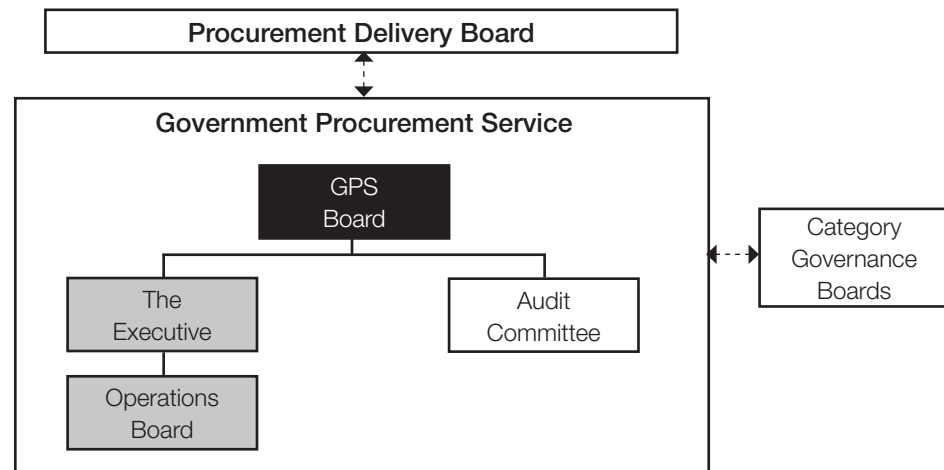 Procurement Delivery Board
Government Procurement Service
GPS
Board
Category
Governance
Boards
The
Executive
Audit
Committee
Operations
Board